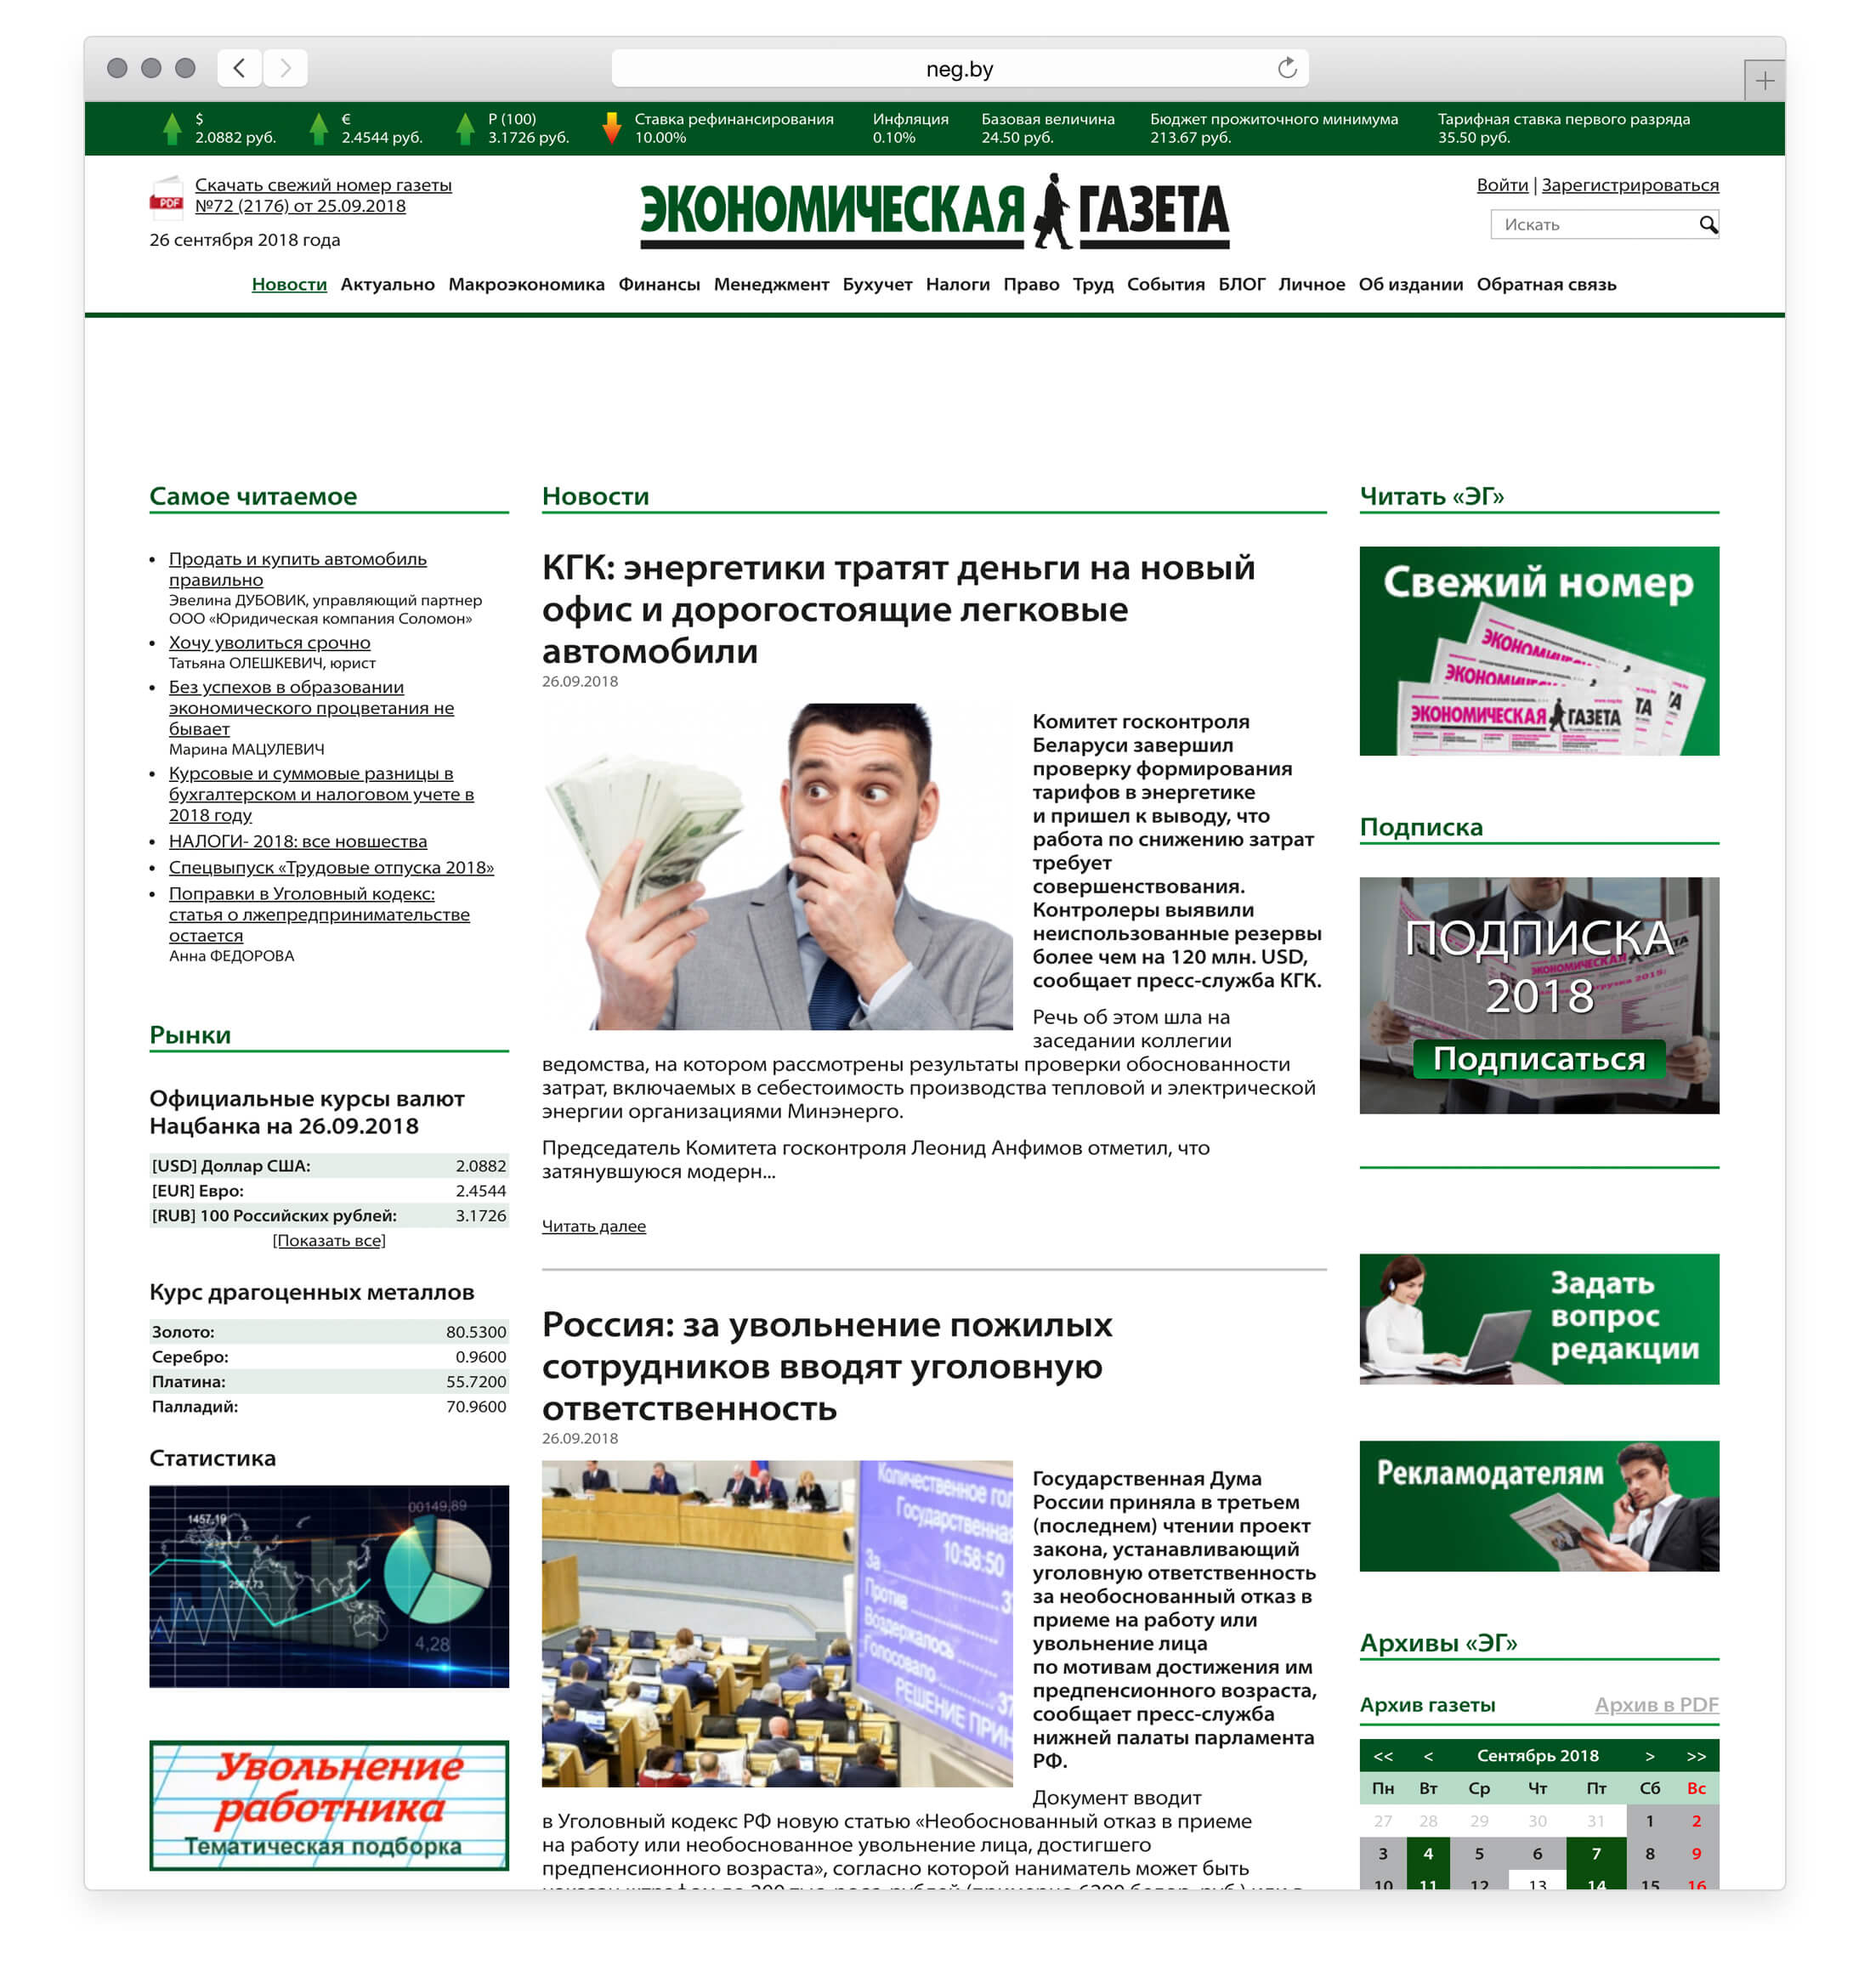 neg.by
$
2.0882 руб.
€
2.4544 руб.
Р (100)
3.1726 руб.
Ставка рефинансирования
10.00%
Инфляция
0.10%
Базовая величина
24.50 руб.
Бюджет прожиточного минимума
213.67 руб.
Тарифная ставка первого разряда
35.50 руб.
PDF
Скачать свежий номер газеты
№72 (2176) от 25.09.2018
26 сентября 2018 года
ЭКОНОМИЧЕСКАЯ ГАЗЕТА
Войти | Зарегистрироваться
Искать
Новости Актуально Макроэкономика Финансы Менеджмент Бухучет Налоги Право Труд События БЛОГ Личное Об издании Обратная связь
Самое читаемое
• Продать и купить автомобиль
правильно
Эвелина ДУБОВИК, управляющий партнер
ООО «Юридическая компания Соломон»
• Хочу уволиться срочно
Татьяна ОЛЕШКЕВИЧ, юрист
• Без успехов в образовании
экономического процветания не
бывает
Марина МАЦУЛЕВИЧ
• Курсовые и суммовые разницы в
бухгалтерском и налоговом учете в
2018 году
• НАЛОГИ- 2018: все новшества
• Спецвыпуск «Трудовые отпуска 2018»
• Поправки в Уголовный кодекс:
статья о лжепредпринимательстве
остается
Анна ФЕДОРОВА
Рынки
Официальные курсы валют
Нацбанка на 26.09.2018
[USD] Доллар США: 2.0882
[EUR] Евро: 2.4544
[RUB] 100 Российских рублей: 3.1726
[Показать все]
Курс драгоценных металлов
Золото: 80.5300
Серебро: 0.9600
Платина: 55.7200
Палладий: 70.9600
Статистика
00149,89
1457,19
4,28
Увольнение
работника
Тематическая подборка
Новости
КГК: энергетики тратят деньги на новый
офис и дорогостоящие легковые
автомобили
26.09.2018
Комитет госконтроля
Беларуси завершил
проверку формирования
тарифов в энергетике
и пришел к выводу, что
работа по снижению затрат
требует
совершенствования.
Контролеры выявили
неиспользованные резервы
более чем на 120 млн. USD,
сообщает пресс-служба КГК.
Речь об этом шла на
заседании коллегии
ведомства, на котором рассмотрены результаты проверки обоснованности
затрат, включаемых в себестоимость производства тепловой и электрической
энергии организациями Минэнерго.
Председатель Комитета госконтроля Леонид Анфимов отметил, что
затянувшуюся модерн...
Читать далее
Россия: за увольнение пожилых
сотрудников вводят уголовную
ответственность
26.09.2018
Количественное гол
Государственная
10:58:50
За
Против
Воздержалось
Голосовало
РЕШЕНИЕ ПРИН
Государственная Дума
России приняла в третьем
(последнем) чтении проект
закона, устанавливающий
уголовную ответственность
за необоснованный отказ в
приеме на работу или
увольнение лица
по мотивам достижения им
предпенсионного возраста,
сообщает пресс-служба
нижней палаты парламента
РФ.
Документ вводит
в Уголовный кодекс РФ новую статью «Необоснованный отказ в приеме
на работу или необоснованное увольнение лица, достигшего
предпенсионного возраста», согласно которой наниматель может быть
Читать «ЭГ»
Свежий номер
ЭКОНОМИЧЕСКАЯ ГАЗЕТА
Подписка
ПОДПИСКА
2018
Подписаться
Задать
вопрос
редакции
Рекламодателям
Архивы «ЭГ»
Архив газеты Архив в PDF
<< < Сентябрь 2018 > >>
Пн Вт Ср Чт Пт Сб Вс
27 28 29 30 31 1 2
3 4 5 6 7 8 9
10 11 12 13 14 15 16